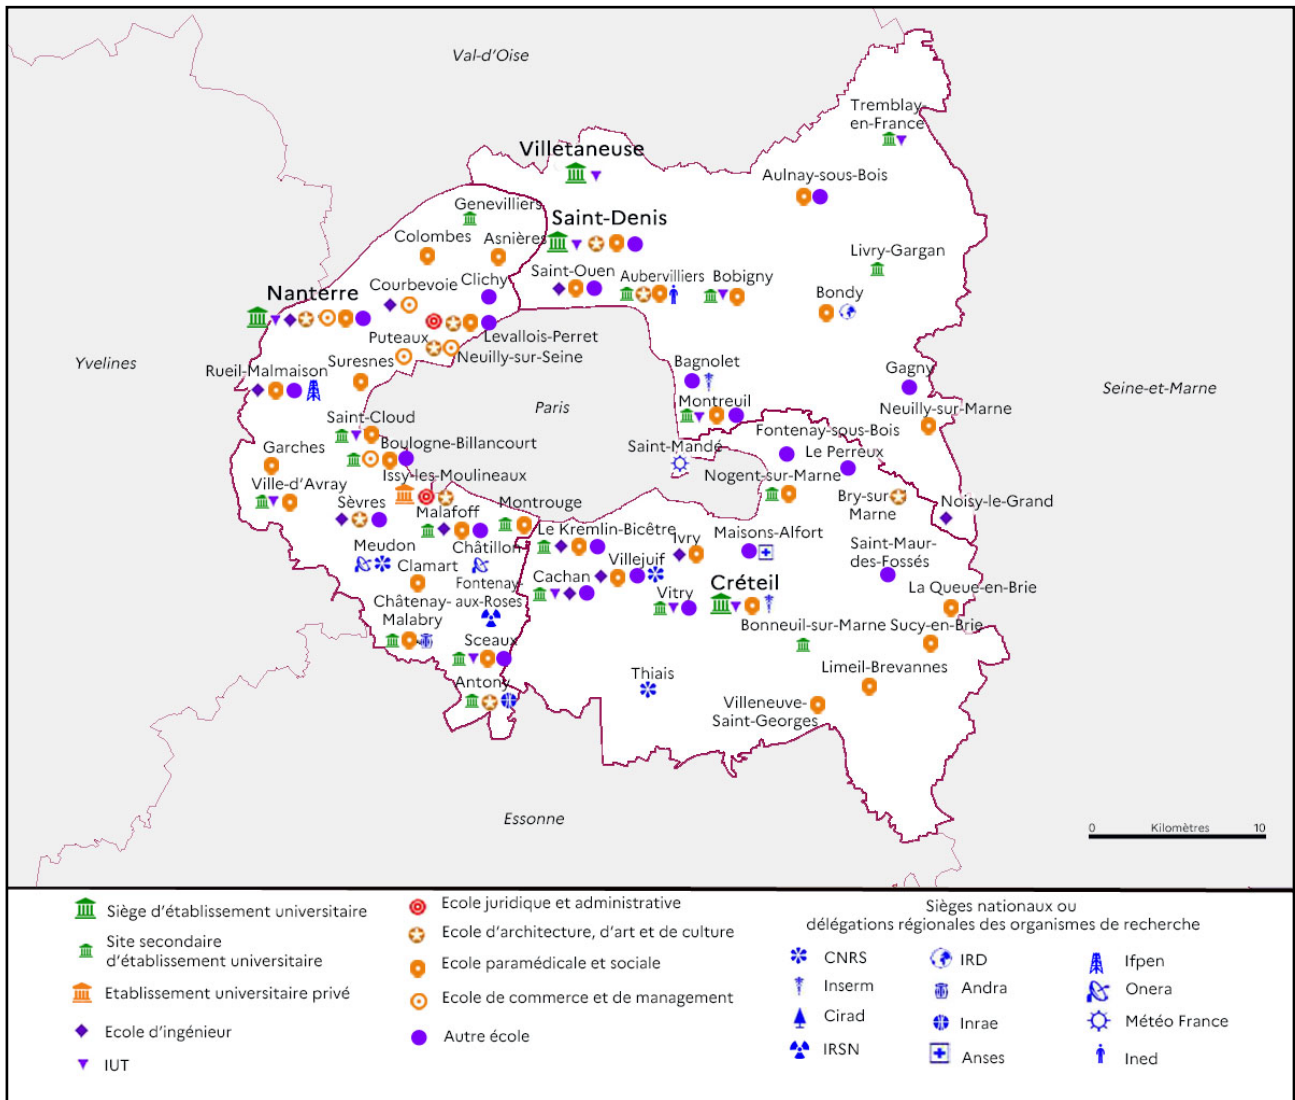 Val-d'Oise
Tremblay-
en-France
Villetaneuse
Aulnay-sous-Bois
Genevilliers
Saint-Denis
Colombes
Asnières
Livry-Gargan
Saint-Ouen
Aubervilliers
Bobigny
Courbevoie
Clichy
Nanterre
Bondy
Levallois-Perret
Puteaux
Neuilly-sur-Seine
Yvelines
Suresnes
Rueil-Malmaison
Bagnolet
Gagny
Seine-et-Marne
Paris
Montreuil
Neuilly-sur-Marne
Saint-Cloud
Fontenay-sous-Bois
Garches
Boulogne-Billancourt
Saint-Mandé
Le Perreux
Issy-les-Moulineaux
Nogent-sur-Marne
Ville-d'Avray
Bry-sur-
Marne
Noisy-le-Grand
Sèvres
Malafoff
Montrouge
Le Kremlin-Bicêtre
Ivry
Maisons-Alfort
Meudon
Châtillon
Saint-Maur-
des-Fossés
Clamart
Villejuif
Fontenay-
aux-Roses
Cachan
Vitry
Créteil
La Queue-en-Brie
Châtenay-
Malabry
Bonneuil-sur-Marne
Sucy-en-Brie
Sceaux
Limeil-Brevannes
Thiais
Antony
Villeneuve-
Saint-Georges
Essonne
0 Kilomètres 10
Siège d'établissement universitaire
Site secondaire
d'établissement universitaire
Etablissement universitaire privé
Ecole d'ingénieur
IUT
Ecole juridique et administrative
Ecole d'architecture, d'art et de culture
Ecole paramédicale et sociale
Ecole de commerce et de management
Autre école
Sièges nationaux ou
délégations régionales des organismes de recherche
CNRS
Inserm
Cirad
IRSN
IRD
Andra
Inrae
Anses
Ifpen
Onera
Météo France
Ined